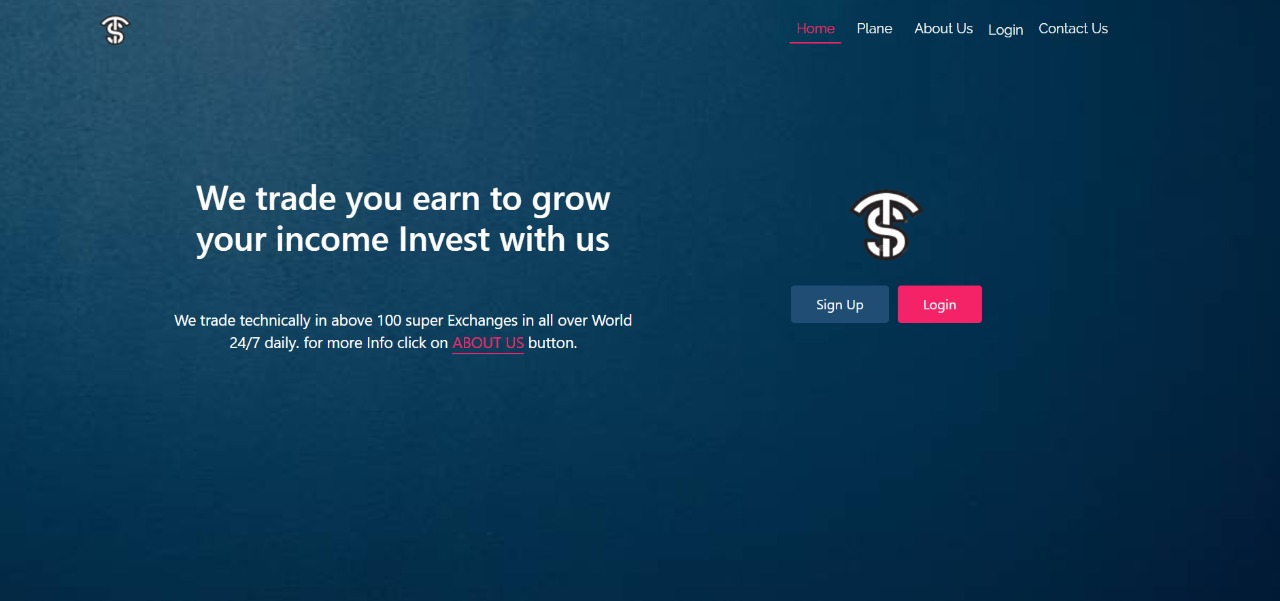 Home Plane About Us Login Contact Us
We trade you earn to grow
your income Invest with us
We trade technically in above 100 super Exchanges in all over World
24/7 daily. for more Info click on ABOUT US button.
Sign Up Login